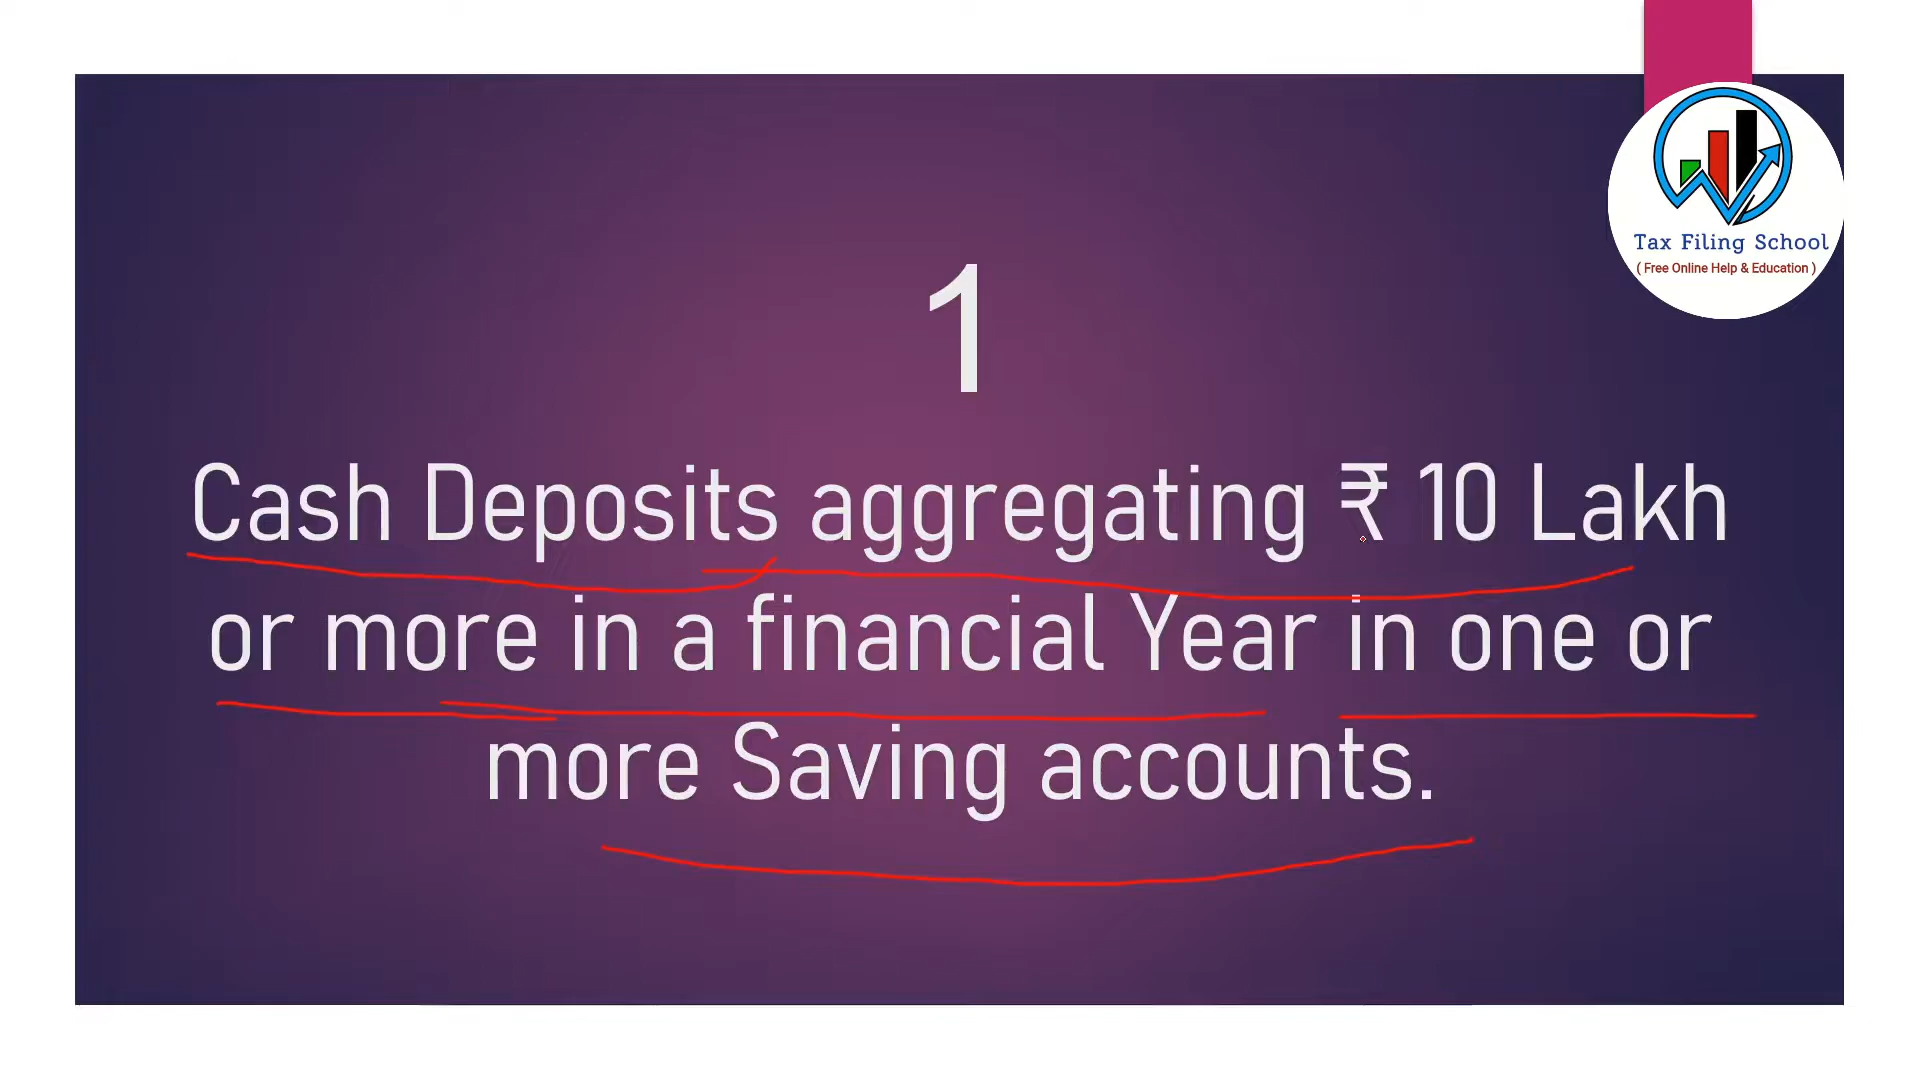 Tax Filing School
( Free Online Help & Education )
1
Cash Deposits aggregating ₹ 10 Lakh
or more in a financial Year in one or
more Saving accounts.